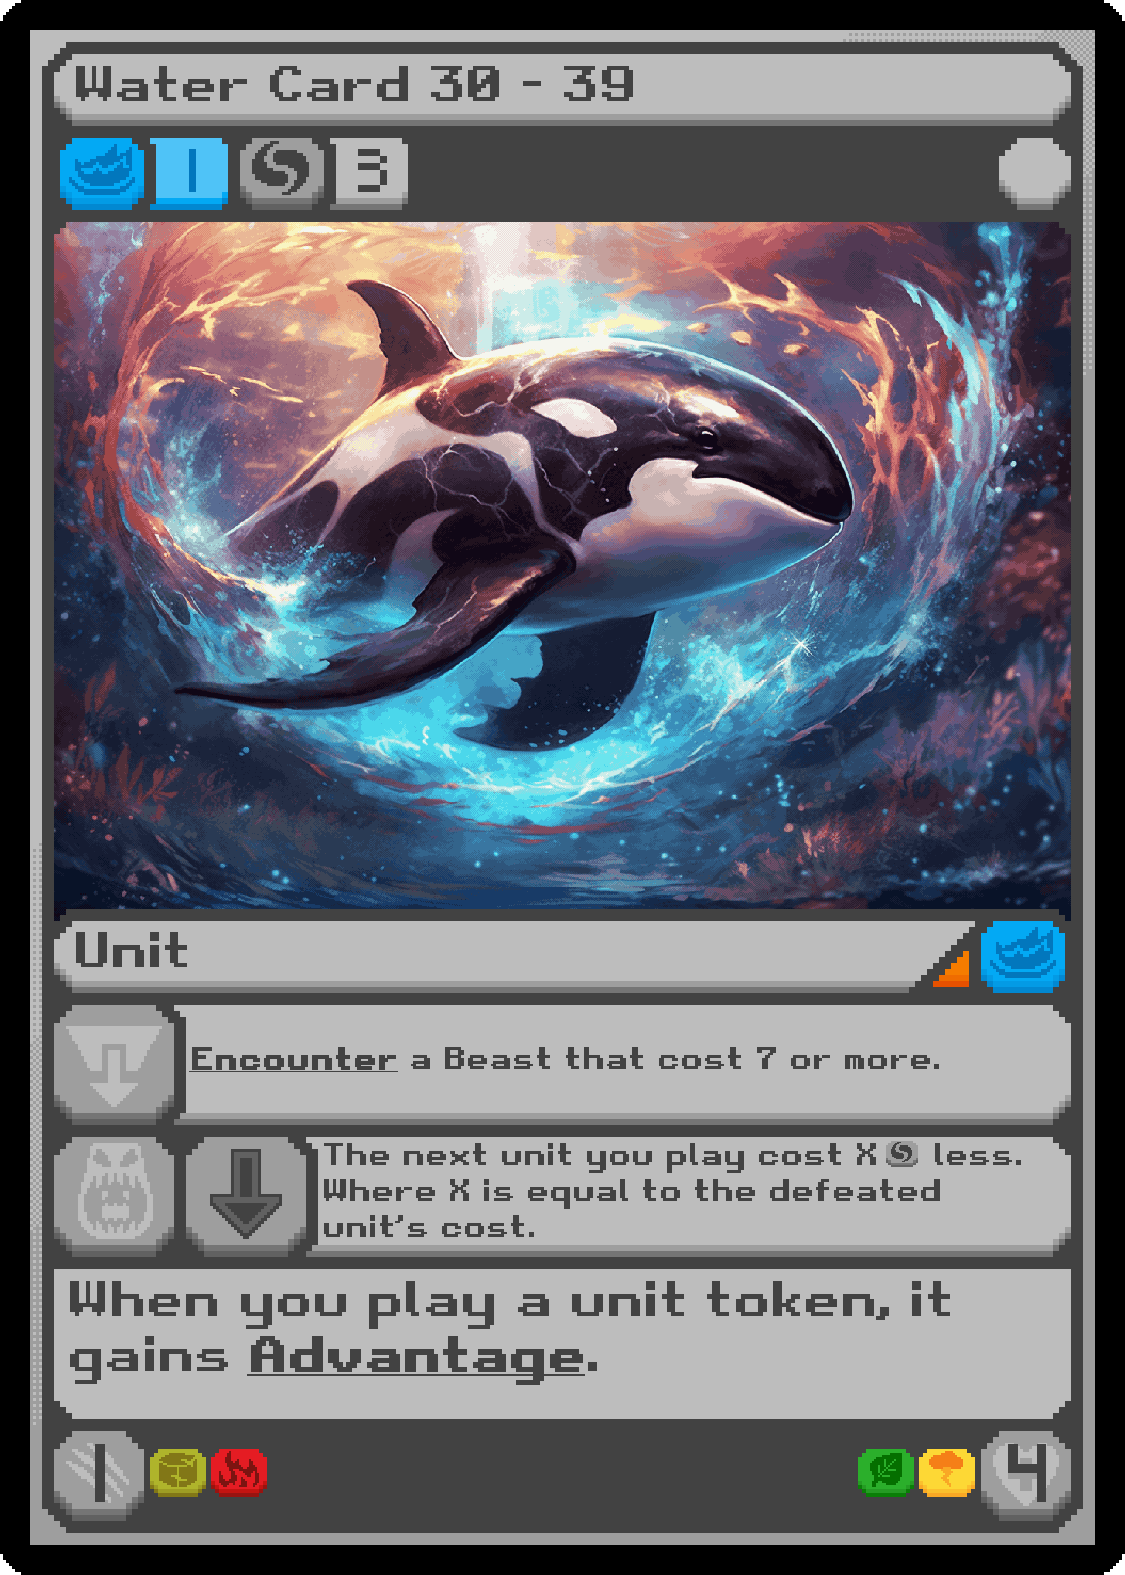 Water Card 30 - 39
1 3
Unit
Encounter a Beast that cost 7 or more.
The next unit you play cost X less.
Where X is equal to the defeated
unit's cost.
When you play a unit token, it
gains Advantage.
1 4